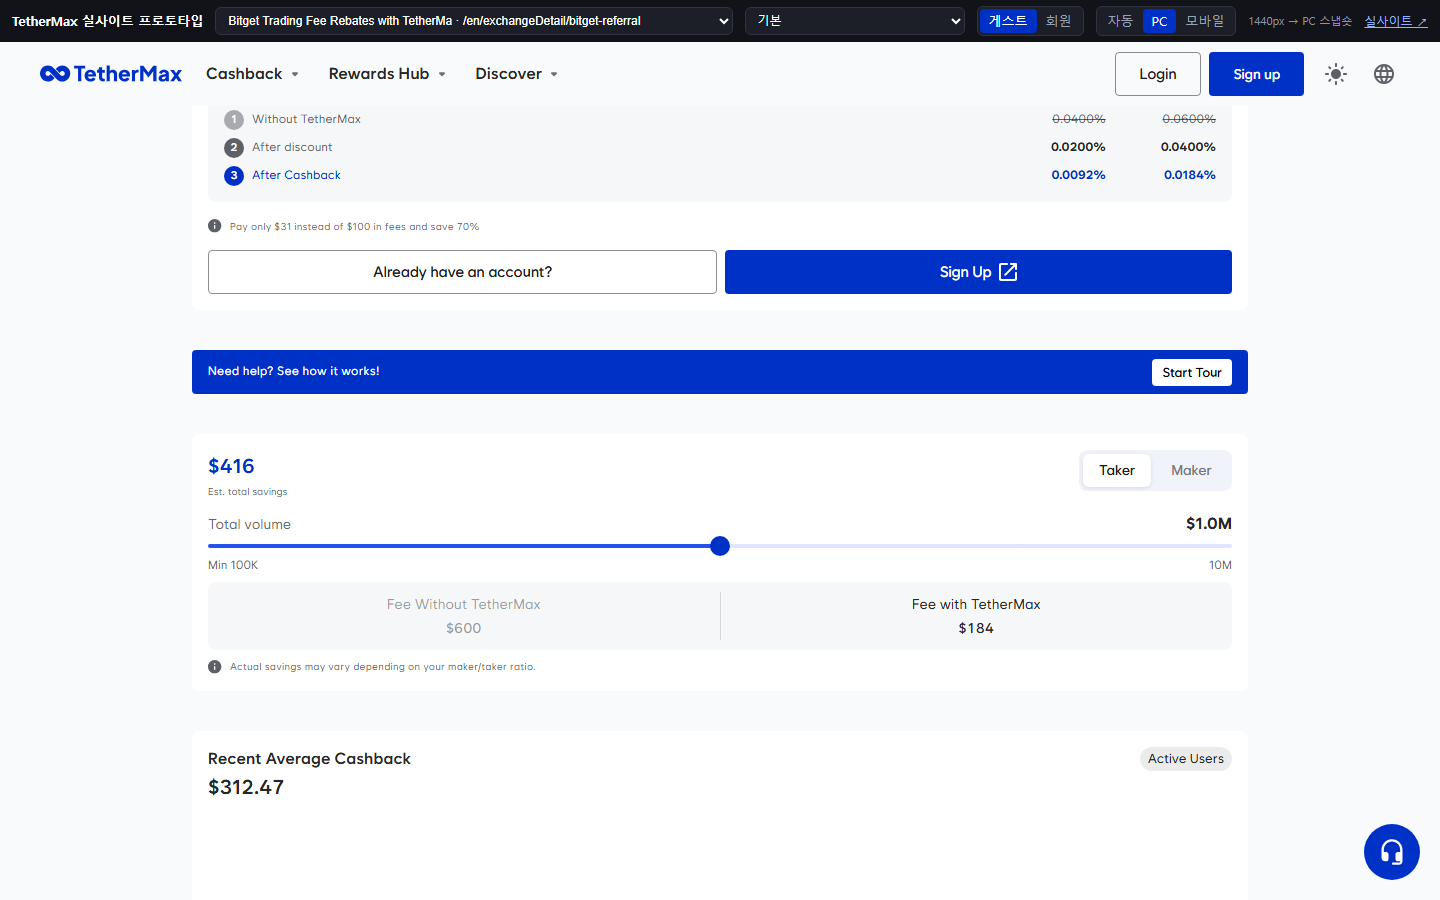 TetherMax 실사이트 프로토타입
Bitget Trading Fee Rebates with TetherMa · /en/exchangeDetail/bitget-referral
기본
게스트 회원
자동 PC 모바일
1440px → PC 스냅숏
실사이트 ↗
TetherMax
Cashback
Rewards Hub
Discover
Login
Sign up
1 Without TetherMax 0.0400% 0.0600%
2 After discount 0.0200% 0.0400%
3 After Cashback 0.0092% 0.0184%
Pay only $31 instead of $100 in fees and save 70%
Already have an account?
Sign Up
Need help? See how it works!
Start Tour
$416
Est. total savings
Taker Maker
Total volume $1.0M
Min 100K 10M
Fee Without TetherMax
$600
Fee with TetherMax
$184
Actual savings may vary depending on your maker/taker ratio.
Recent Average Cashback
Active Users
$312.47